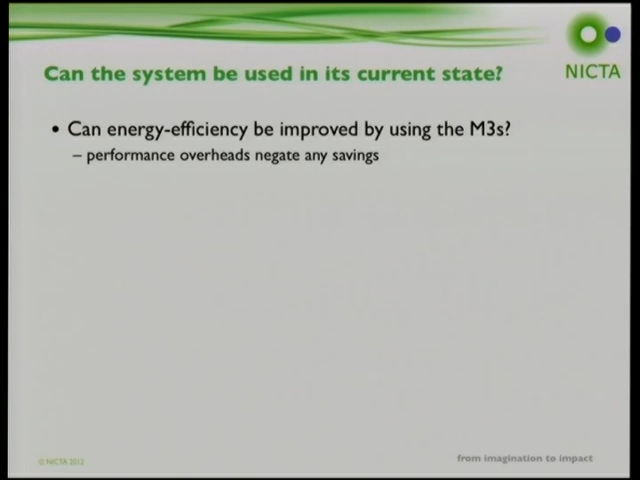 Can the system be used in its current state?
NICTA
• Can energy-efficiency be improved by using the M3s?
– performance overheads negate any savings
© NICTA 2012
from imagination to impact